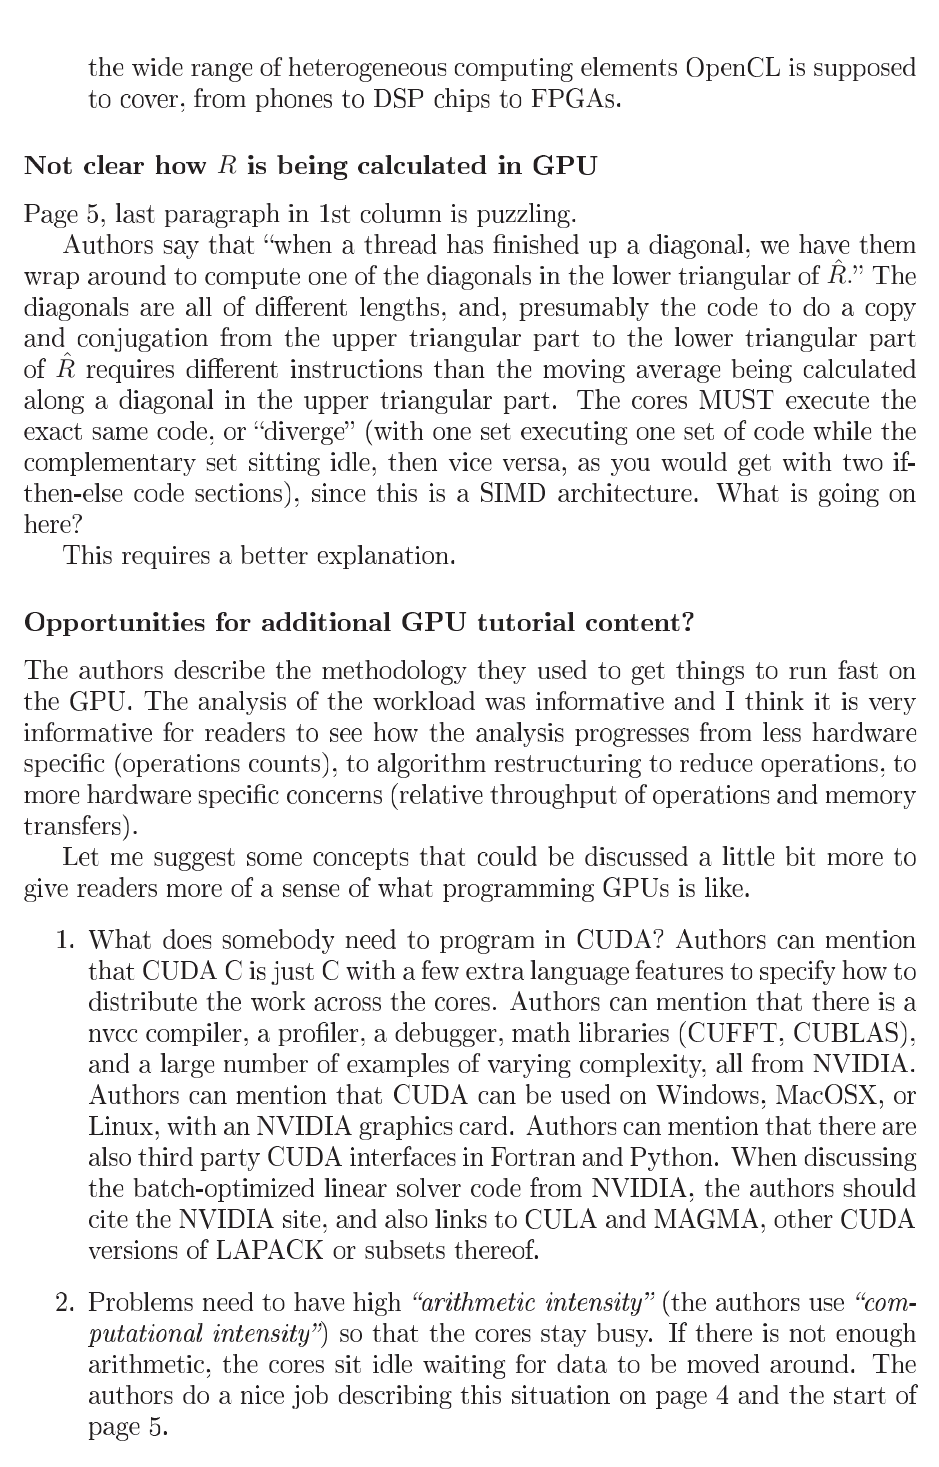 the wide range of heterogeneous computing elements OpenCL is supposed
to cover, from phones to DSP chips to FPGAs.
Not clear how R is being calculated in GPU
Page 5, last paragraph in 1st column is puzzling.
Authors say that “when a thread has finished up a diagonal, we have them
wrap around to compute one of the diagonals in the lower triangular of R̂.” The
diagonals are all of different lengths, and, presumably the code to do a copy
and conjugation from the upper triangular part to the lower triangular part
of R̂ requires different instructions than the moving average being calculated
along a diagonal in the upper triangular part. The cores MUST execute the
exact same code, or “diverge” (with one set executing one set of code while the
complementary set sitting idle, then vice versa, as you would get with two if-
then-else code sections), since this is a SIMD architecture. What is going on
here?
This requires a better explanation.
Opportunities for additional GPU tutorial content?
The authors describe the methodology they used to get things to run fast on
the GPU. The analysis of the workload was informative and I think it is very
informative for readers to see how the analysis progresses from less hardware
specific (operations counts), to algorithm restructuring to reduce operations, to
more hardware specific concerns (relative throughput of operations and memory
transfers).
Let me suggest some concepts that could be discussed a little bit more to
give readers more of a sense of what programming GPUs is like.
1. What does somebody need to program in CUDA? Authors can mention
that CUDA C is just C with a few extra language features to specify how to
distribute the work across the cores. Authors can mention that there is a
nvcc compiler, a profiler, a debugger, math libraries (CUFFT, CUBLAS),
and a large number of examples of varying complexity, all from NVIDIA.
Authors can mention that CUDA can be used on Windows, MacOSX, or
Linux, with an NVIDIA graphics card. Authors can mention that there are
also third party CUDA interfaces in Fortran and Python. When discussing
the batch-optimized linear solver code from NVIDIA, the authors should
cite the NVIDIA site, and also links to CULA and MAGMA, other CUDA
versions of LAPACK or subsets thereof.
2. Problems need to have high “arithmetic intensity” (the authors use “com-
putational intensity”) so that the cores stay busy. If there is not enough
arithmetic, the cores sit idle waiting for data to be moved around. The
authors do a nice job describing this situation on page 4 and the start of
page 5.